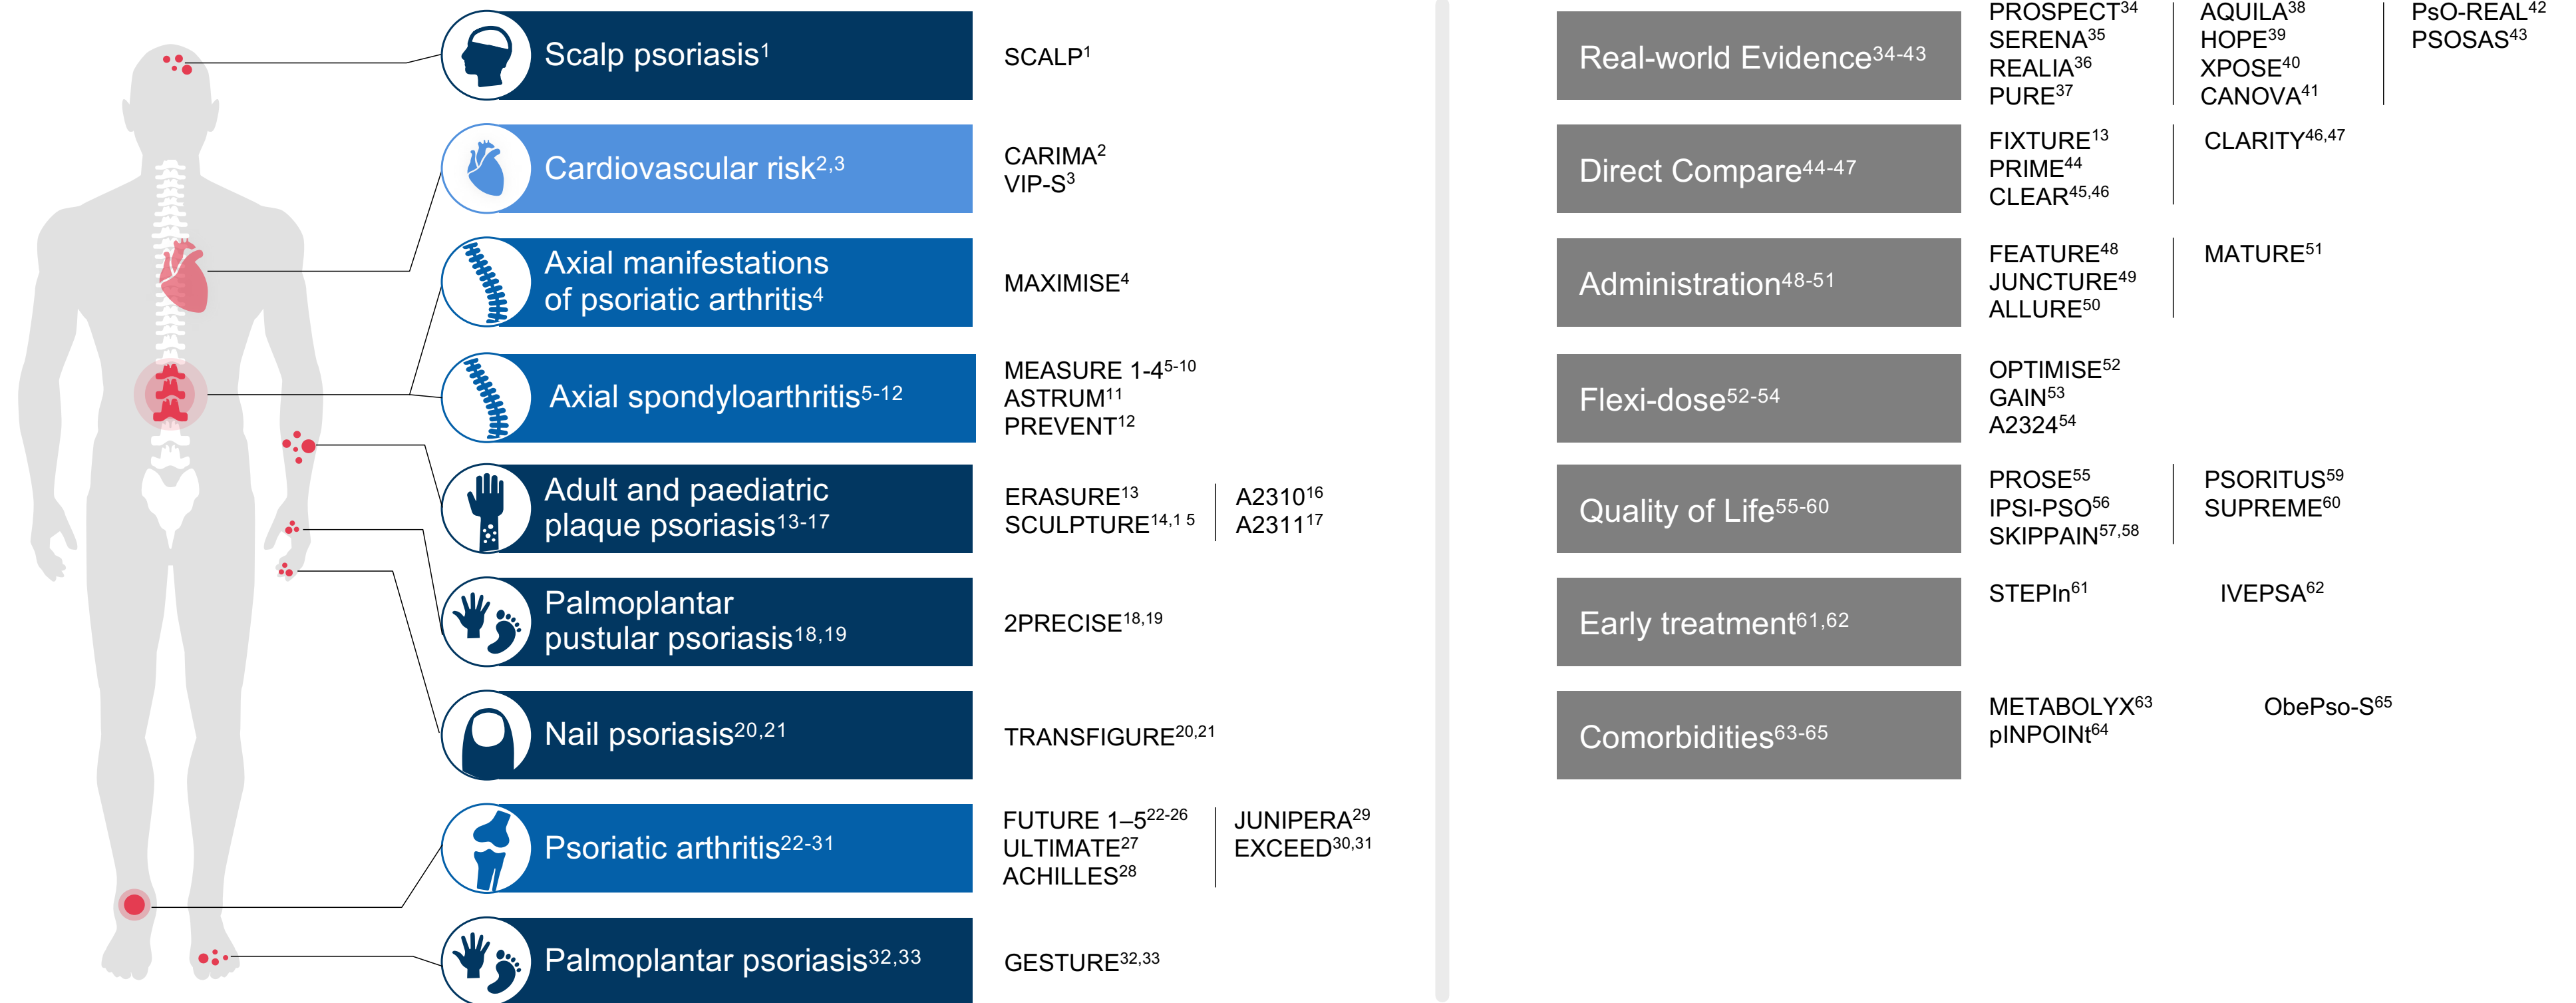 Scalp psoriasis1
SCALP1
Cardiovascular risk2,3
CARIMA2
VIP-S3
Axial manifestations
of psoriatic arthritis4
MAXIMISE4
Axial spondyloarthritis5-12
MEASURE 1-45-10
ASTRUM11
PREVENT12
Adult and paediatric
plaque psoriasis13-17
ERASURE13
SCULPTURE14,1 5
A231016
A231117
Palmoplantar
pustular psoriasis18,19
2PRECISE18,19
Nail psoriasis20,21
TRANSFIGURE20,21
Psoriatic arthritis22-31
FUTURE 1–522-26
ULTIMATE27
ACHILLES28
JUNIPERA29
EXCEED30,31
Palmoplantar psoriasis32,33
GESTURE32,33
Real-world Evidence34-43
PROSPECT34
SERENA35
REALIA36
PURE37
AQUILA38
HOPE39
XPOSE40
CANOVA41
PsO-REAL42
PSOSAS43
Direct Compare44-47
FIXTURE13
PRIME44
CLEAR45,46
CLARITY46,47
Administration48-51
FEATURE48
JUNCTURE49
ALLURE50
MATURE51
Flexi-dose52-54
OPTIMISE52
GAIN53
A232454
Quality of Life55-60
PROSE55
IPSI-PSO56
SKIPPAIN57,58
PSORITUS59
SUPREME60
Early treatment61,62
STEPIn61
IVEPSA62
Comorbidities63-65
METABOLYX63
pINPOINt64
ObePso-S65